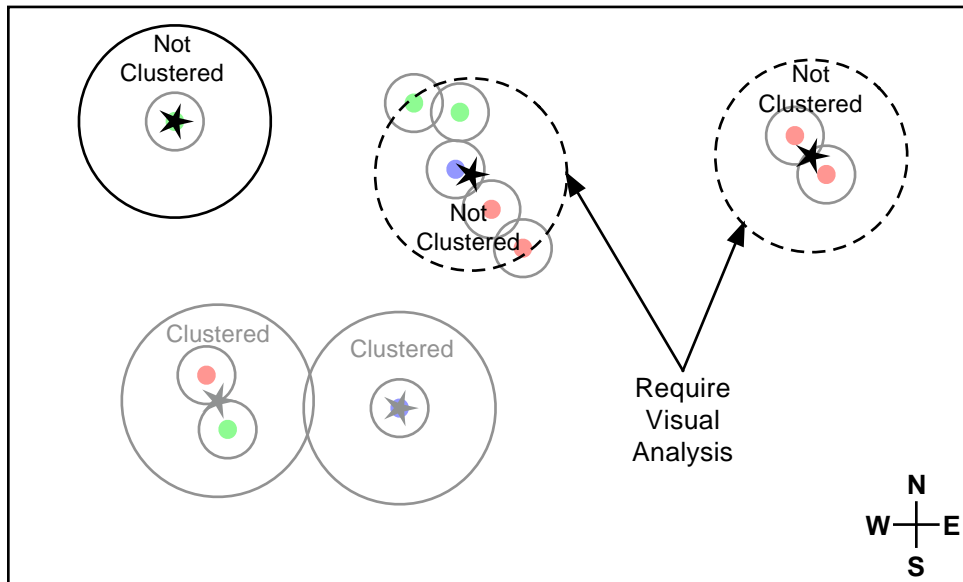 Not
Clustered
Not
Clustered
Not
Clustered
Clustered
Clustered
Require
Visual
Analysis
N
W E
S